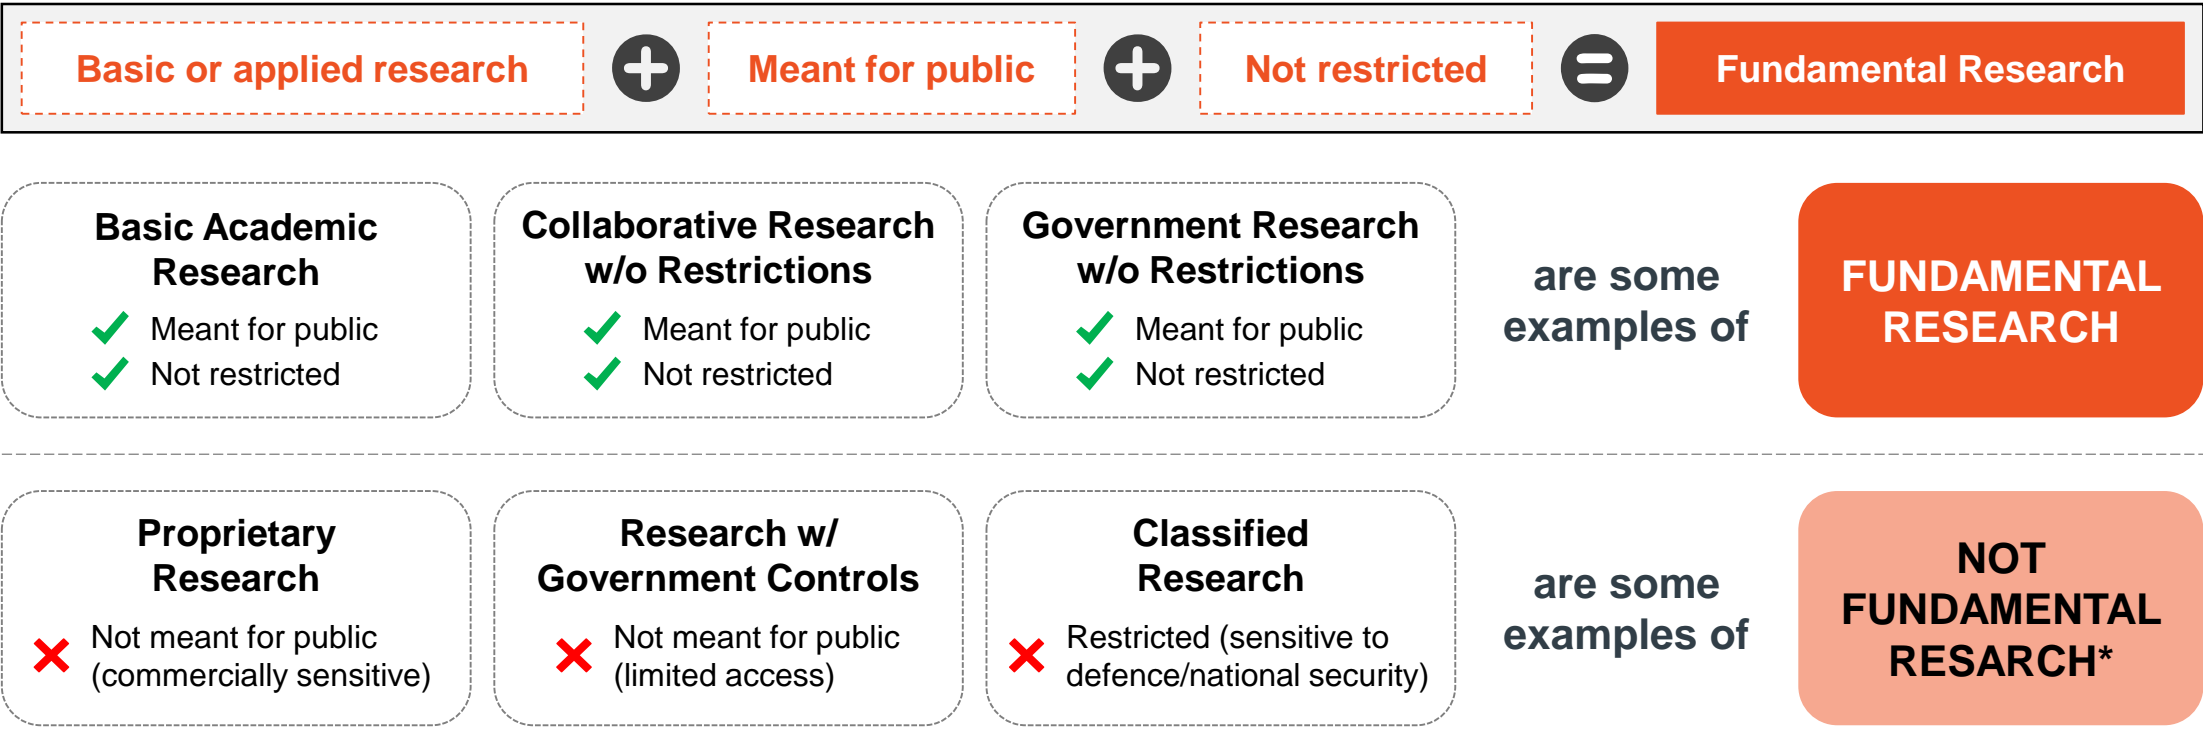 Basic or applied research
Meant for public
Not restricted
Fundamental Research
Basic Academic
Research
Meant for public
Not restricted
Collaborative Research
w/o Restrictions
Meant for public
Not restricted
Government Research
w/o Restrictions
Meant for public
Not restricted
are some
examples of
FUNDAMENTAL
RESEARCH
Proprietary
Research
Not meant for public
(commercially sensitive)
Research w/
Government Controls
Not meant for public
(limited access)
Classified
Research
Restricted (sensitive to
defence/national security)
are some
examples of
NOT
FUNDAMENTAL
RESARCH*